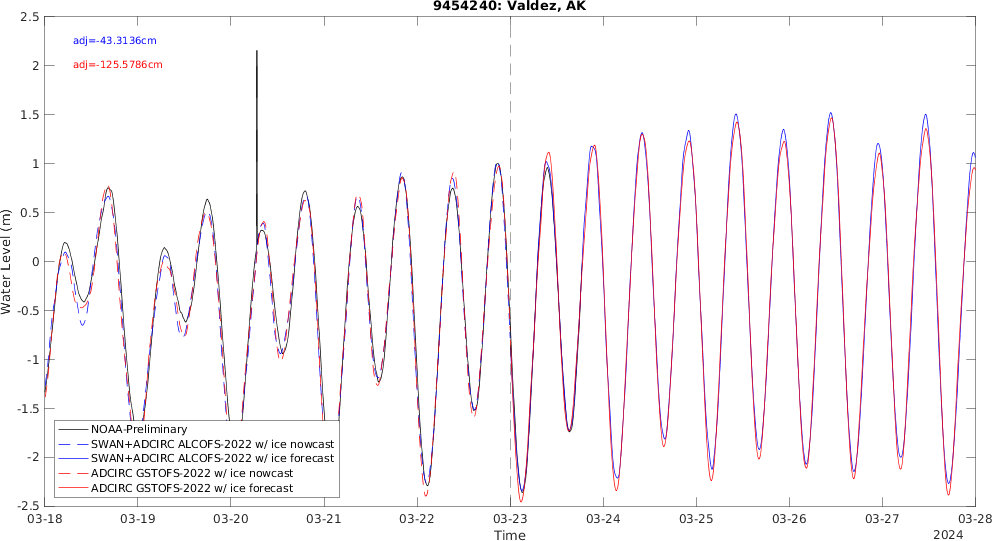 9454240: Valdez, AK
2.5
2
1.5
1
0.5
0
-0.5
-1
-1.5
-2
-2.5
Water Level (m)
adj=-43.3136cm
adj=-125.5786cm
NOAA-Preliminary
SWAN+ADCIRC ALCOFS-2022 w/ ice nowcast
SWAN+ADCIRC ALCOFS-2022 w/ ice forecast
ADCIRC GSTOFS-2022 w/ ice nowcast
ADCIRC GSTOFS-2022 w/ ice forecast
03-18 03-19 03-20 03-21 03-22 03-23 03-24 03-25 03-26 03-27 03-28
Time
2024